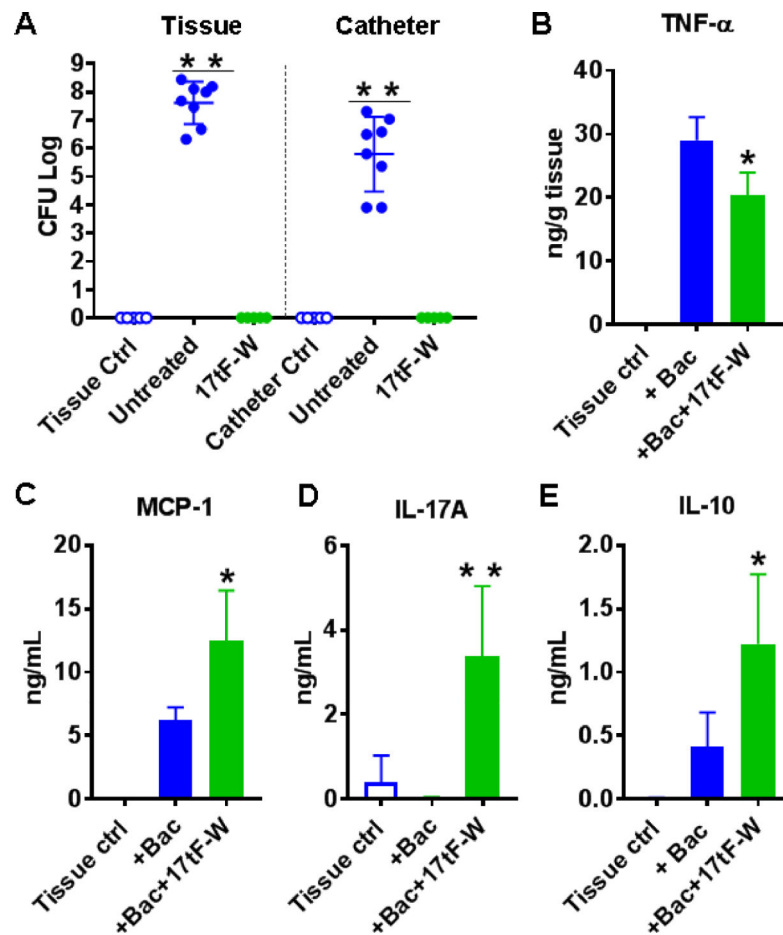 A
Tissue
Catheter
CFU Log
9
8
7
6
5
4
3
2
1
0
* *
* *
Tissue Ctrl
Untreated
17tF-W
Catheter Ctrl
Untreated
17tF-W
B
TNF-α
ng/g tissue
40
30
20
10
0
*
Tissue ctrl
+ Bac
+Bac+17tF-W
C
MCP-1
ng/mL
20
15
10
5
0
*
Tissue ctrl
+Bac
+Bac+17tF-W
D
IL-17A
ng/mL
6
4
2
0
* *
Tissue ctrl
+Bac
+Bac+17tF-W
E
IL-10
ng/mL
2.0
1.5
1.0
0.5
0.0
*
Tissue ctrl
+ Bac
+Bac+17tF-W